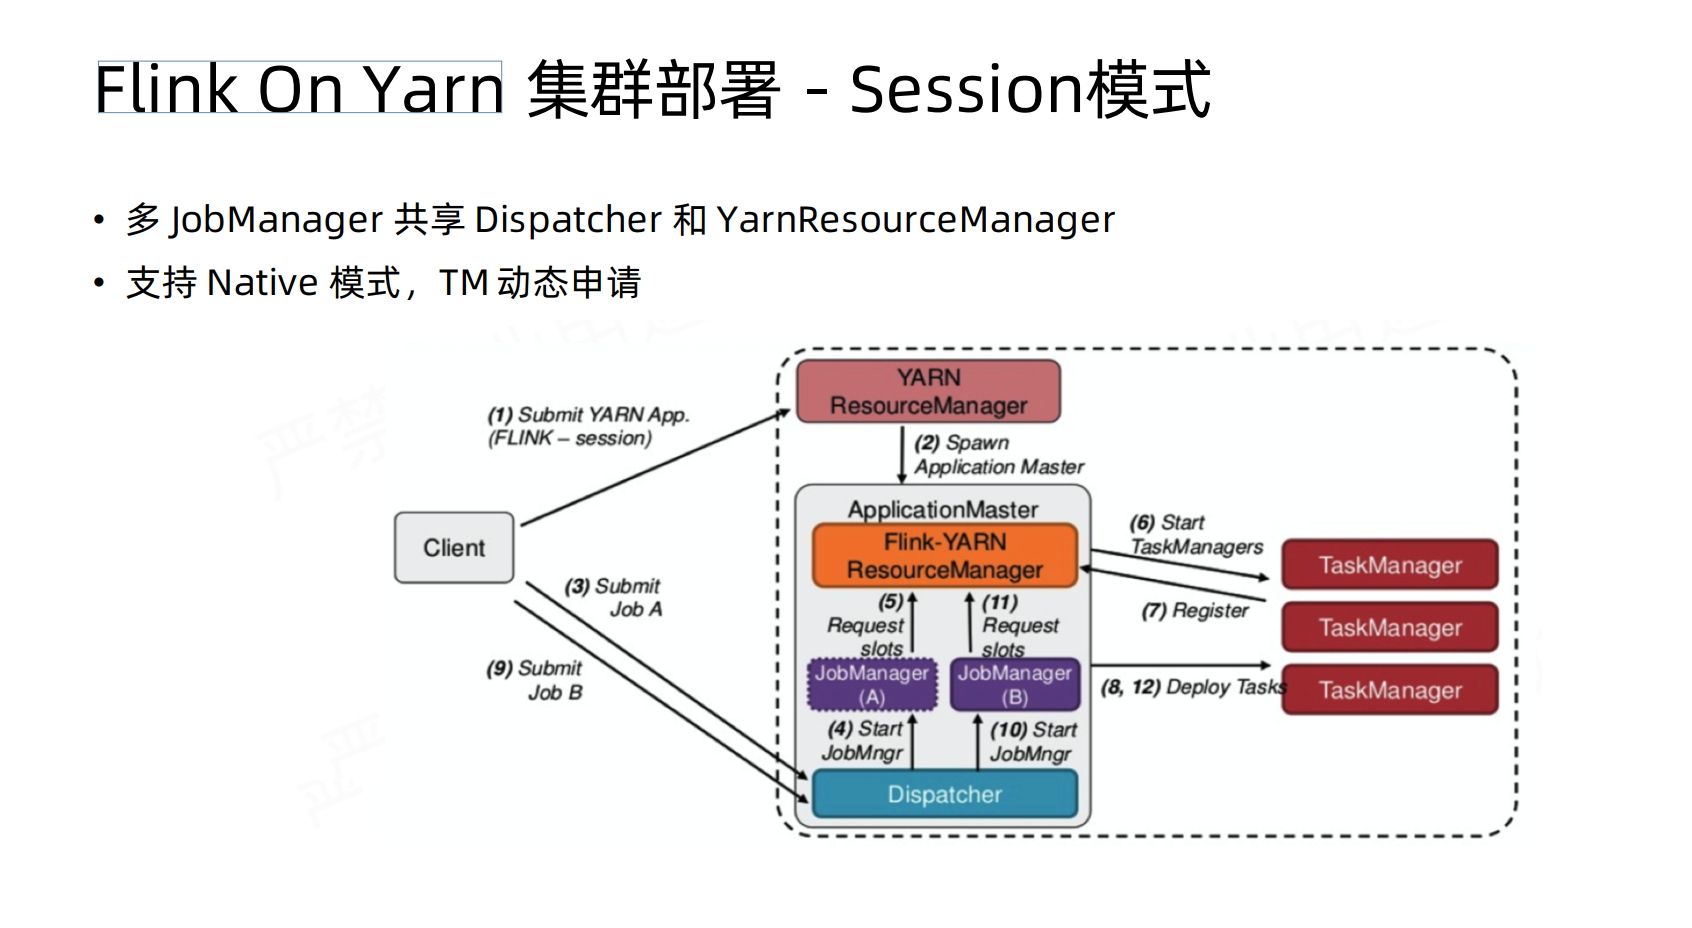 Flink On Yarn 集群部署 - Session模式
• 多 JobManager 共享 Dispatcher 和 YarnResourceManager
• 支持 Native 模式，TM 动态申请
YARN
ResourceManager
(1) Submit YARN App.
(FLINK – session)
(2) Spawn
Application Master
ApplicationMaster
Flink-YARN
ResourceManager
Client
(6) Start
TaskManagers
TaskManager
(3) Submit
Job A
(5)
Request
slots
(11)
Request
slots
(7) Register
TaskManager
(9) Submit
Job B
JobManager
(A)
JobManager
(B)
(8, 12) Deploy Tasks
TaskManager
(4) Start
JobMngr
(10) Start
JobMngr
Dispatcher
严禁
严
严